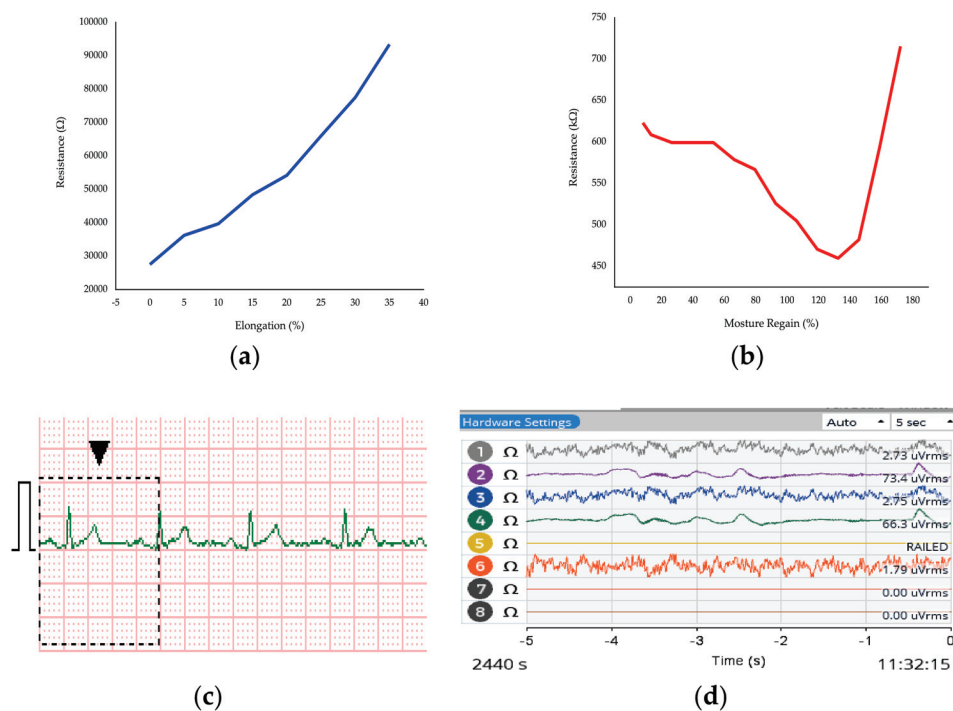 100000
90000
80000
70000
60000
50000
40000
30000
20000
Resistance (Ω)
-5 0 5 10 15 20 25 30 35 40
Elongation (%)
(a)
750
700
650
600
550
500
450
Resistance (kΩ)
0 20 40 60 80 100 120 140 160 180
Mosture Regain (%)
(b)
(c)
Hardware Settings
Auto 5 sec
1 Ω 2.73 uVrms
2 Ω 73.4 uVrms
3 Ω 2.75 uVrms
4 Ω 66.3 uVrms
5 Ω RAILED
6 Ω 1.79 uVrms
7 Ω 0.00 uVrms
8 Ω 0.00 uVrms
-5 -4 -3 -2 -1 0
2440 s Time (s) 11:32:15
(d)